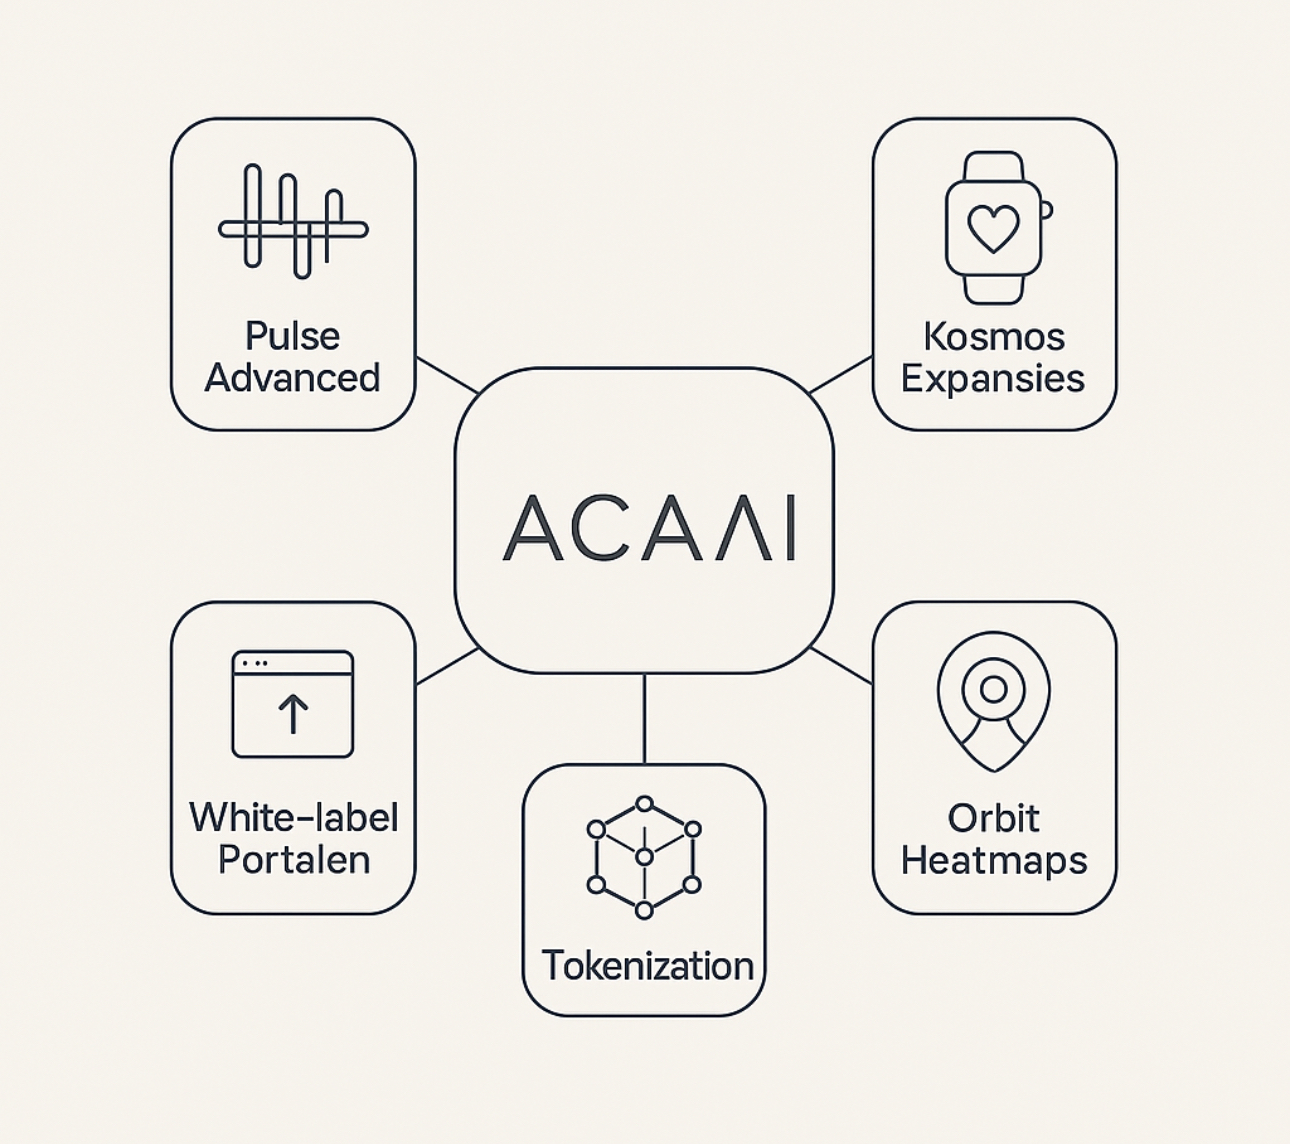 Pulse
Advanced
Kosmos
Expansies
ACAΛI
White-label
Portalen
Orbit
Heatmaps
Tokenization